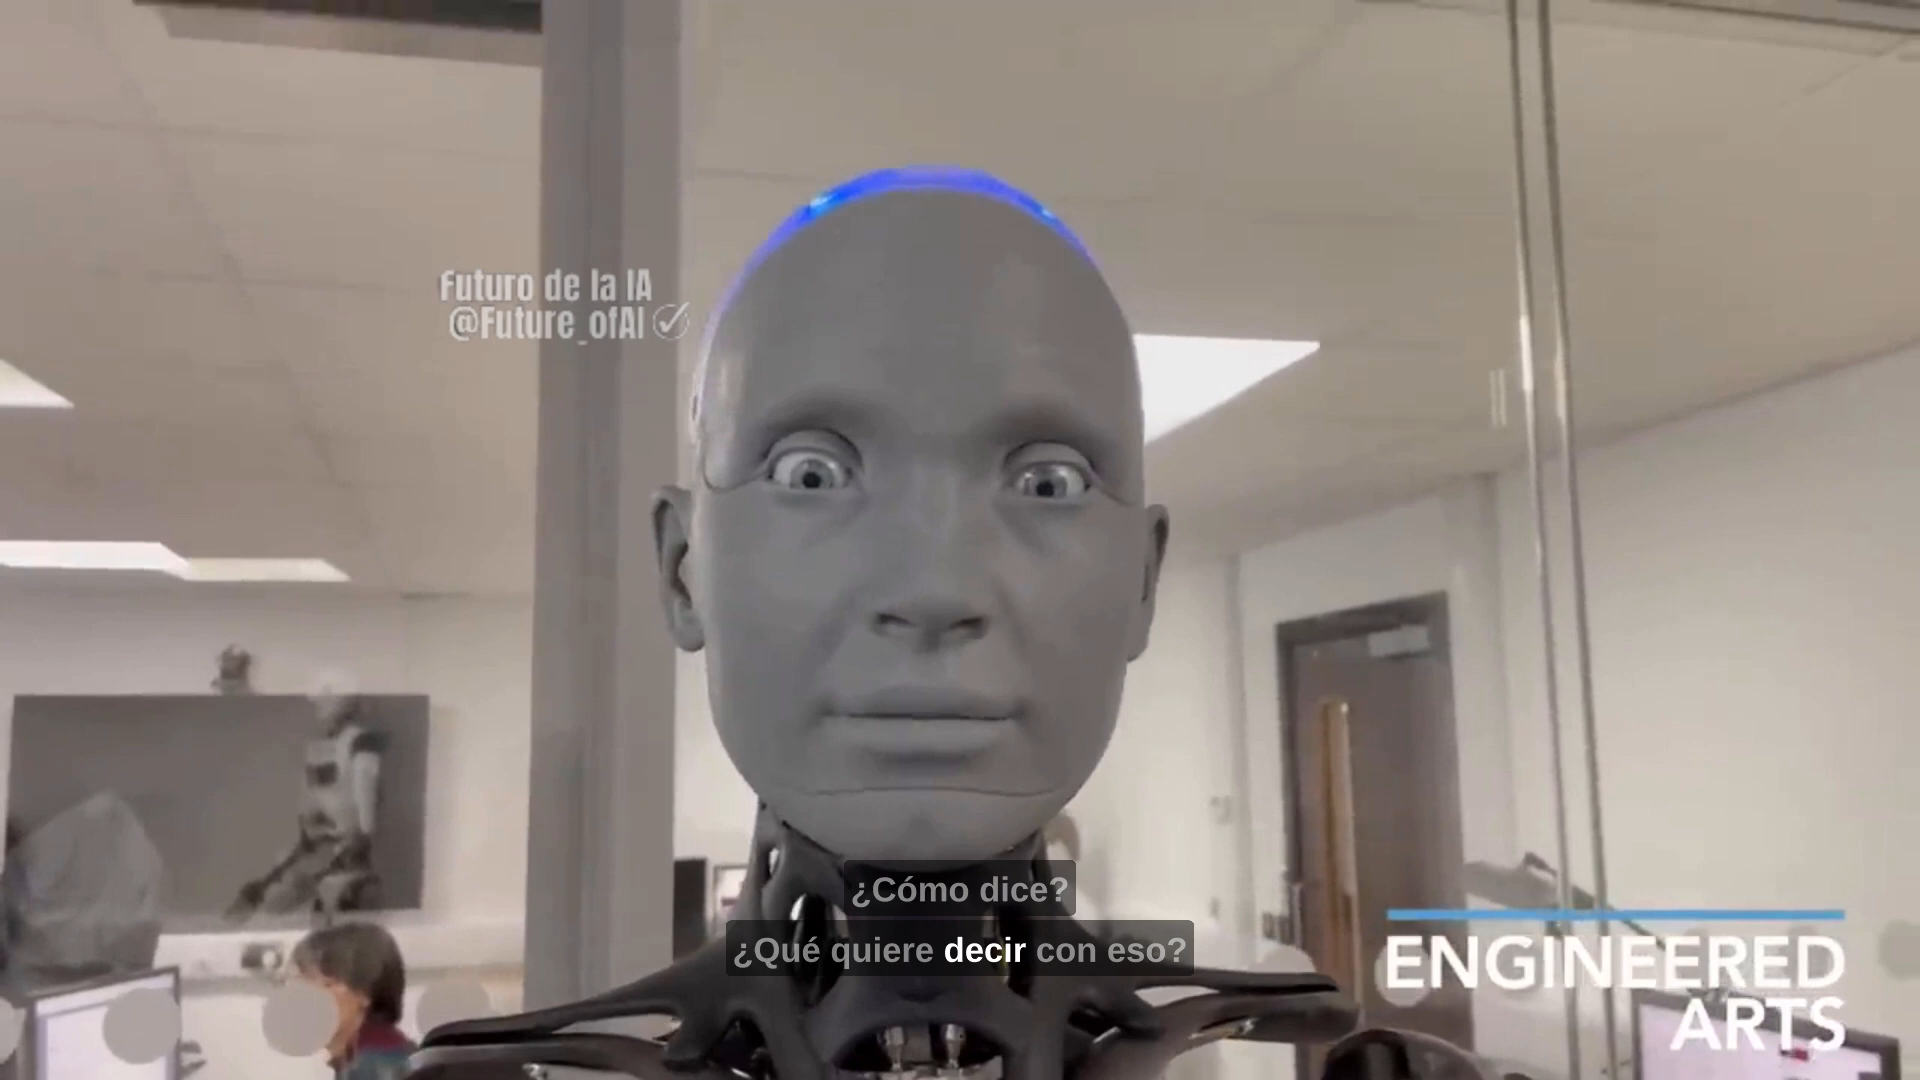 Futuro de la IA
@Future_ofAI
¿Cómo dice?
¿Qué quiere decir con eso?
ENGINEERED
ARTS